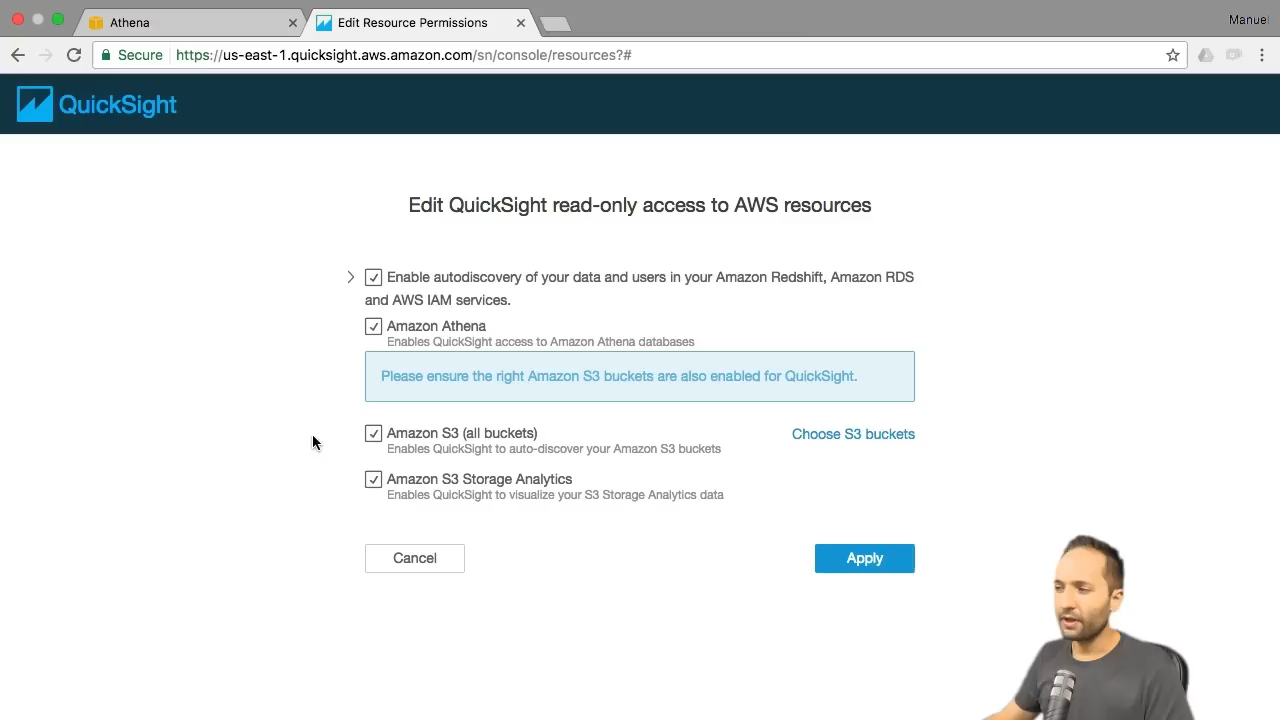 Athena
Edit Resource Permissions
Manuel
Secure https://us-east-1.quicksight.aws.amazon.com/sn/console/resources?#
QuickSight
Edit QuickSight read-only access to AWS resources
Enable autodiscovery of your data and users in your Amazon Redshift, Amazon RDS
and AWS IAM services.
Amazon Athena
Enables QuickSight access to Amazon Athena databases
Please ensure the right Amazon S3 buckets are also enabled for QuickSight.
Amazon S3 (all buckets) Choose S3 buckets
Enables QuickSight to auto-discover your Amazon S3 buckets
Amazon S3 Storage Analytics
Enables QuickSight to visualize your S3 Storage Analytics data
Cancel Apply